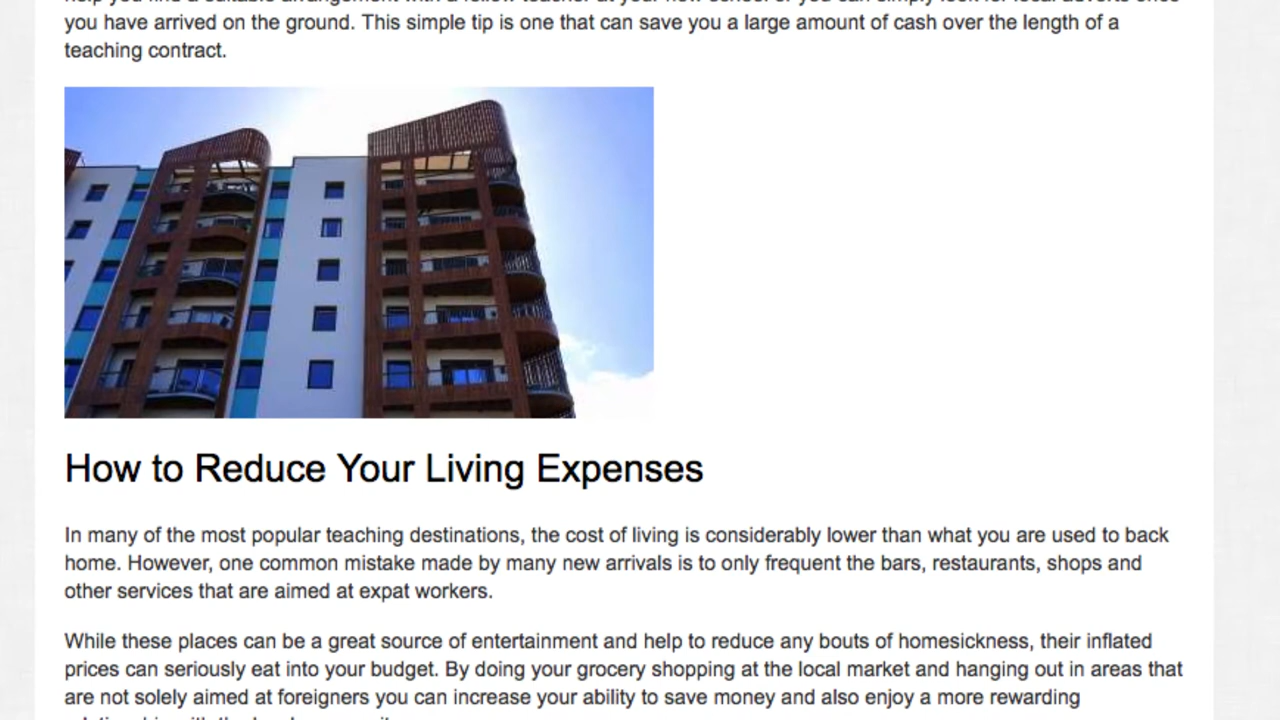 you have arrived on the ground. This simple tip is one that can save you a large amount of cash over the length of a
teaching contract.
How to Reduce Your Living Expenses
In many of the most popular teaching destinations, the cost of living is considerably lower than what you are used to back
home. However, one common mistake made by many new arrivals is to only frequent the bars, restaurants, shops and
other services that are aimed at expat workers.
While these places can be a great source of entertainment and help to reduce any bouts of homesickness, their inflated
prices can seriously eat into your budget. By doing your grocery shopping at the local market and hanging out in areas that
are not solely aimed at foreigners you can increase your ability to save money and also enjoy a more rewarding